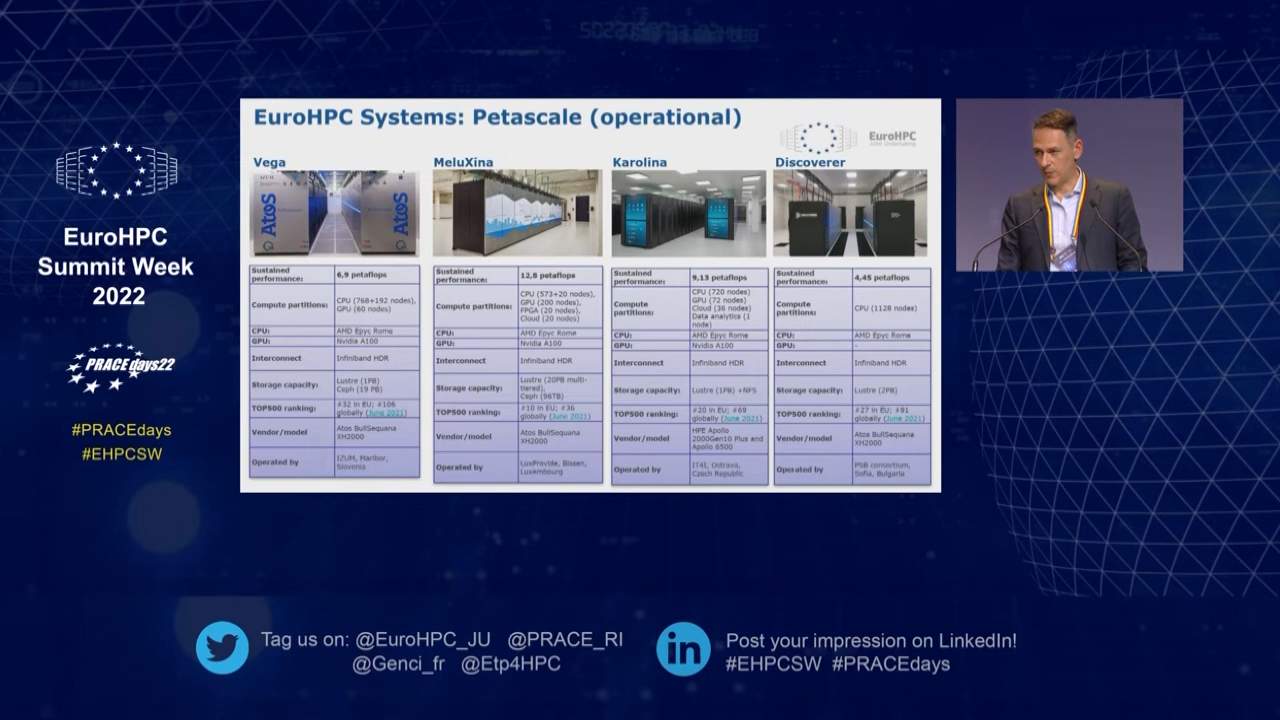 EuroHPC
Summit Week
2022
PRACE days22
#PRACEdays
#EHPCSW
EuroHPC Systems: Petascale (operational)
EuroHPC
Joint Undertaking
Vega
Atos
Atos
Sustained performance: 6,9 petaflops
Compute partitions: CPU (768+192 nodes), GPU (60 nodes)
CPU: AMD Epyc Rome
GPU: Nvidia A100
Interconnect Infiniband HDR
Storage capacity: Lustre (1PB) Ceph (19 PB)
TOP500 ranking: #32 in EU; #106 globally (June 2021)
Vendor/model Atos BullSequana XH2000
Operated by IZUM, Maribor, Slovenia
MeluXina
Sustained performance: 12,8 petaflops
Compute partitions: CPU (573+20 nodes), GPU (200 nodes), FPGA (20 nodes), Cloud (20 nodes)
CPU: AMD Epyc Rome
GPU: Nvidia A100
Interconnect Infiniband HDR
Storage capacity: Lustre (20PB multi-tiered), Ceph (96TB)
TOP500 ranking: #10 in EU; #36 globally (June 2021)
Vendor/model Atos BullSequana XH2000
Operated by LuxProvide, Bissen, Luxembourg
Karolina
Sustained performance: 9,13 petaflops
Compute partitions: CPU (720 nodes) GPU (72 nodes) Cloud (36 nodes) Data analytics (1 node)
CPU: AMD Epyc Rome
GPU: Nvidia A100
Interconnect Infiniband HDR
Storage capacity: Lustre (1PB) +NFS
TOP500 ranking: #20 in EU; #69 globally (June 2021)
Vendor/model HPE Apollo 2000Gen10 Plus and Apollo 6500
Operated by IT4I, Ostrava, Czech Republic
Discoverer
Sustained performance: 4,45 petaflops
Compute partitions: CPU (1128 nodes)
CPU: AMD Epyc Rome
GPU: -
Interconnect Infiniband HDR
Storage capacity: Lustre (2PB)
TOP500 ranking: #27 in EU; #91 globally (June 2021)
Vendor/model Atos BullSequana XH2000
Operated by PSB consortium, Sofia, Bulgaria
Tag us on: @EuroHPC_JU @PRACE_RI
@Genci_fr @Etp4HPC
in
Post your impression on LinkedIn!
#EHPCSW #PRACEdays